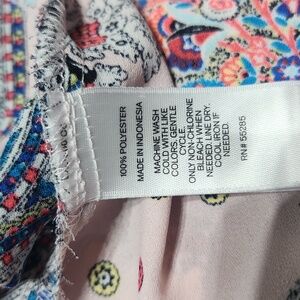 100% POLYESTER
MADE IN INDONESIA
MACHINE WASH
COLD WITH LIKE
COLORS, GENTLE
CYCLE.
ONLY NON-CHLORINE
BLEACH WHEN
NEEDED. LINE DRY.
COOL IRON IF
NEEDED.
RN# 55285